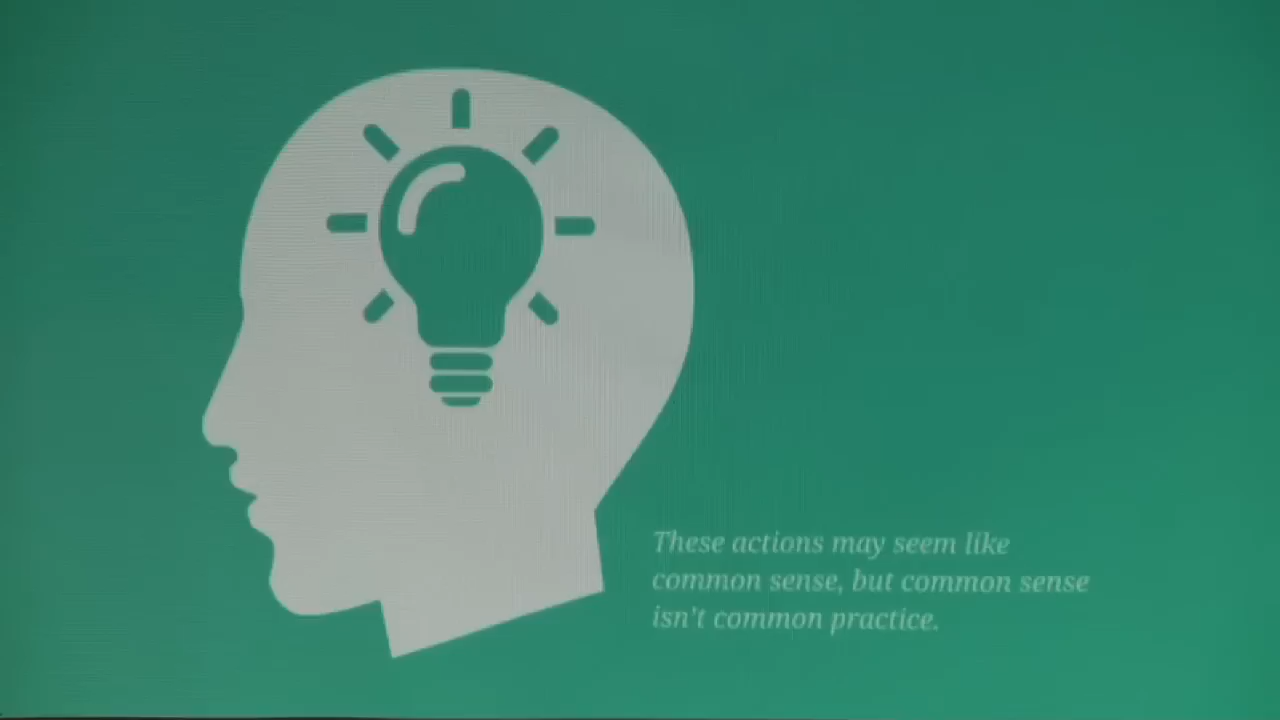 These actions may seem like
common sense, but common sense
isn't common practice.